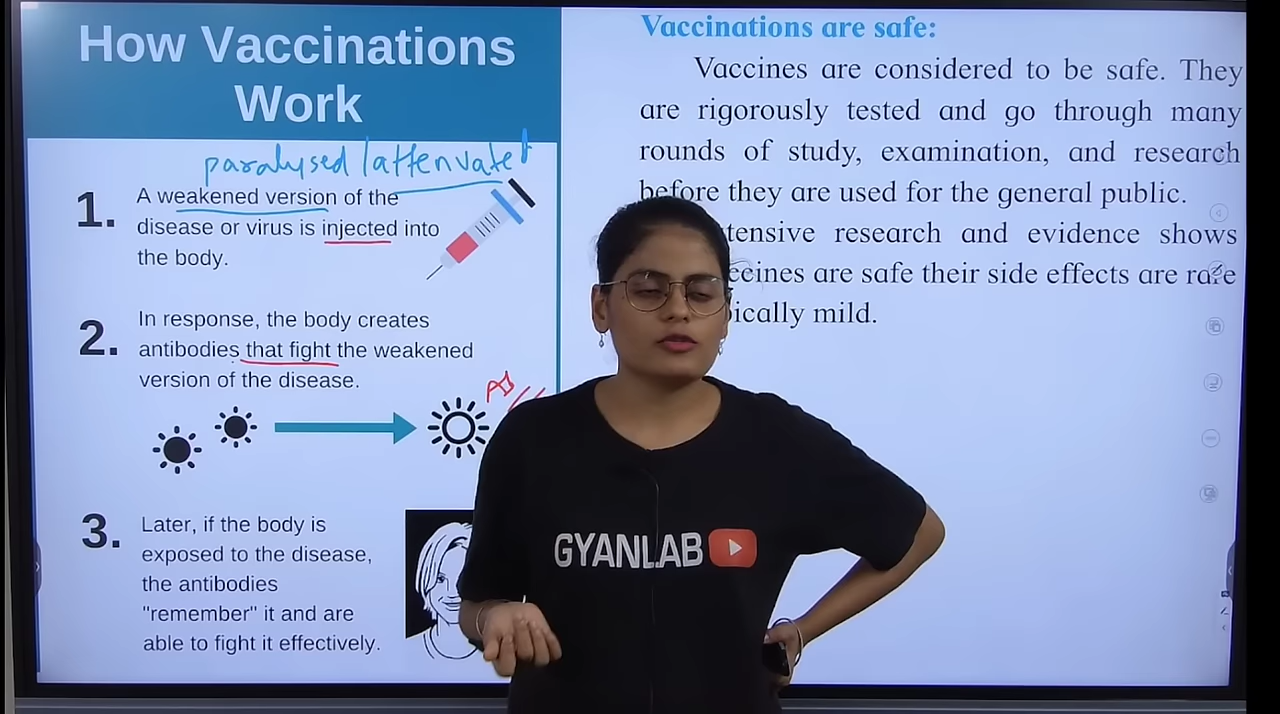 How Vaccinations
Work
paralysed / attenuated
1.
A weakened version of the
disease or virus is injected into
the body.
2.
In response, the body creates
antibodies that fight the weakened
version of the disease.
3.
Later, if the body is
exposed to the disease,
the antibodies
"remember" it and are
able to fight it effectively.
Vaccinations are safe:
Vaccines are considered to be safe. They
are rigorously tested and go through many
rounds of study, examination, and research
before they are used for the general public.
research and evidence shows
are safe their side effects are rare
mild.
GYANLAB